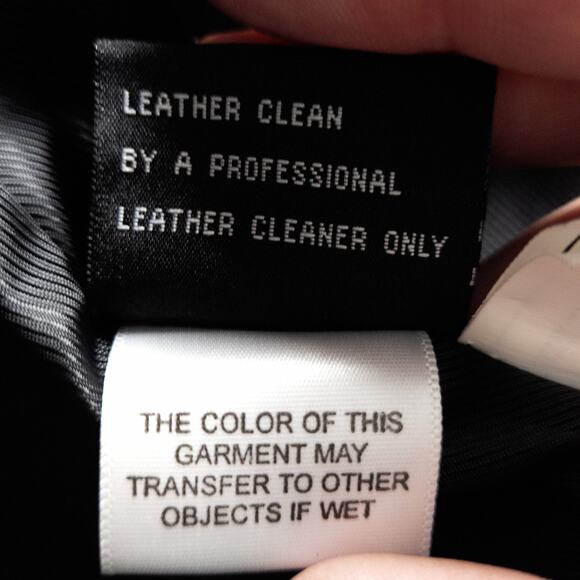 LEATHER CLEAN
BY A PROFESSIONAL
LEATHER CLEANER ONLY
THE COLOR OF THIS
GARMENT MAY
TRANSFER TO OTHER
OBJECTS IF WET